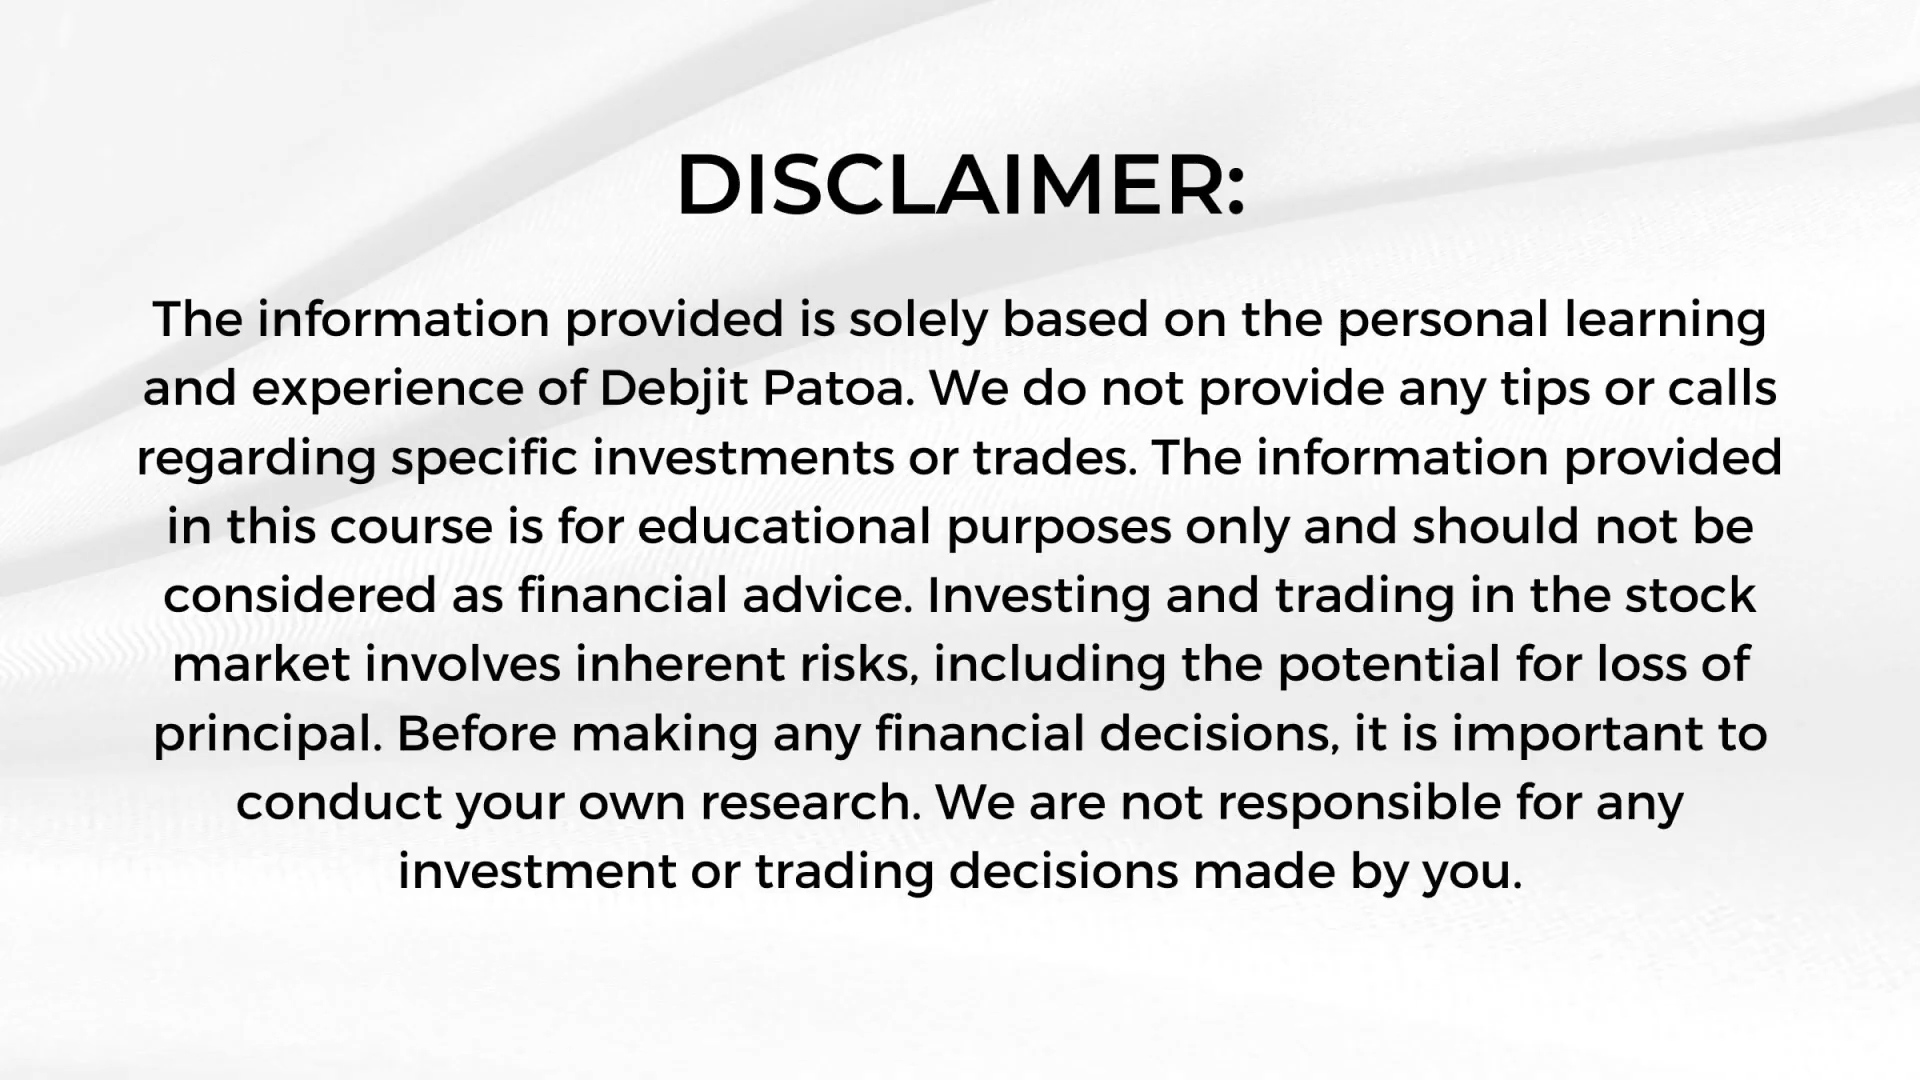 DISCLAIMER:
The information provided is solely based on the personal learning
and experience of Debjit Patoa. We do not provide any tips or calls
regarding specific investments or trades. The information provided
in this course is for educational purposes only and should not be
considered as financial advice. Investing and trading in the stock
market involves inherent risks, including the potential for loss of
principal. Before making any financial decisions, it is important to
conduct your own research. We are not responsible for any
investment or trading decisions made by you.